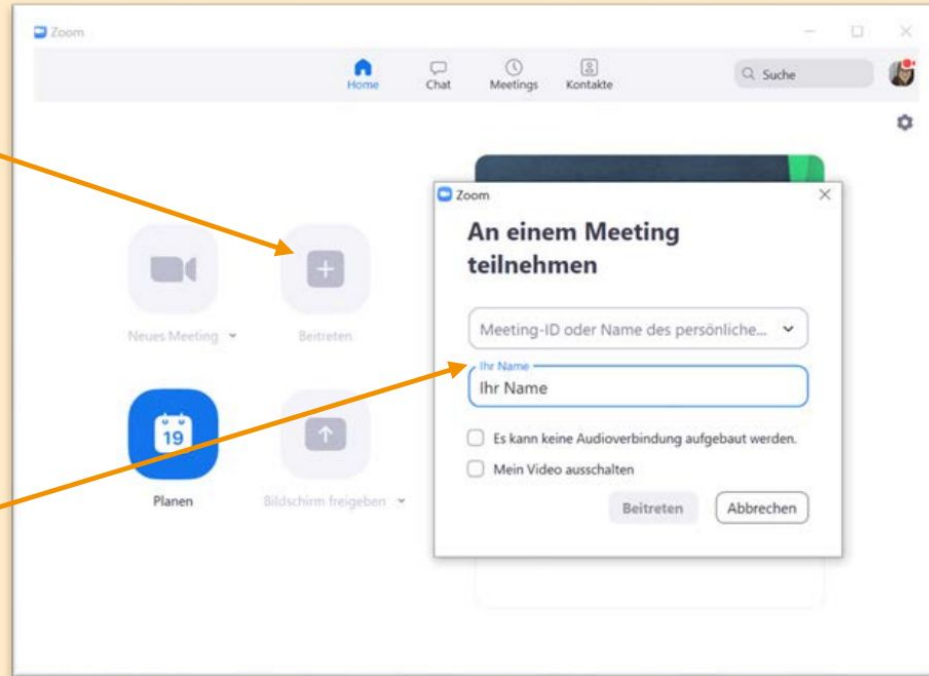 Zoom
Home
Chat
Meetings
Kontakte
Suche
Zoom
An einem Meeting
teilnehmen
Meeting-ID oder Name des persönliche...
Ihr Name
Ihr Name
Es kann keine Audioverbindung aufgebaut werden.
Mein Video ausschalten
Beitreten
Abbrechen
Neues Meeting
Beitreten
19
Planen
Bildschirm freigeben